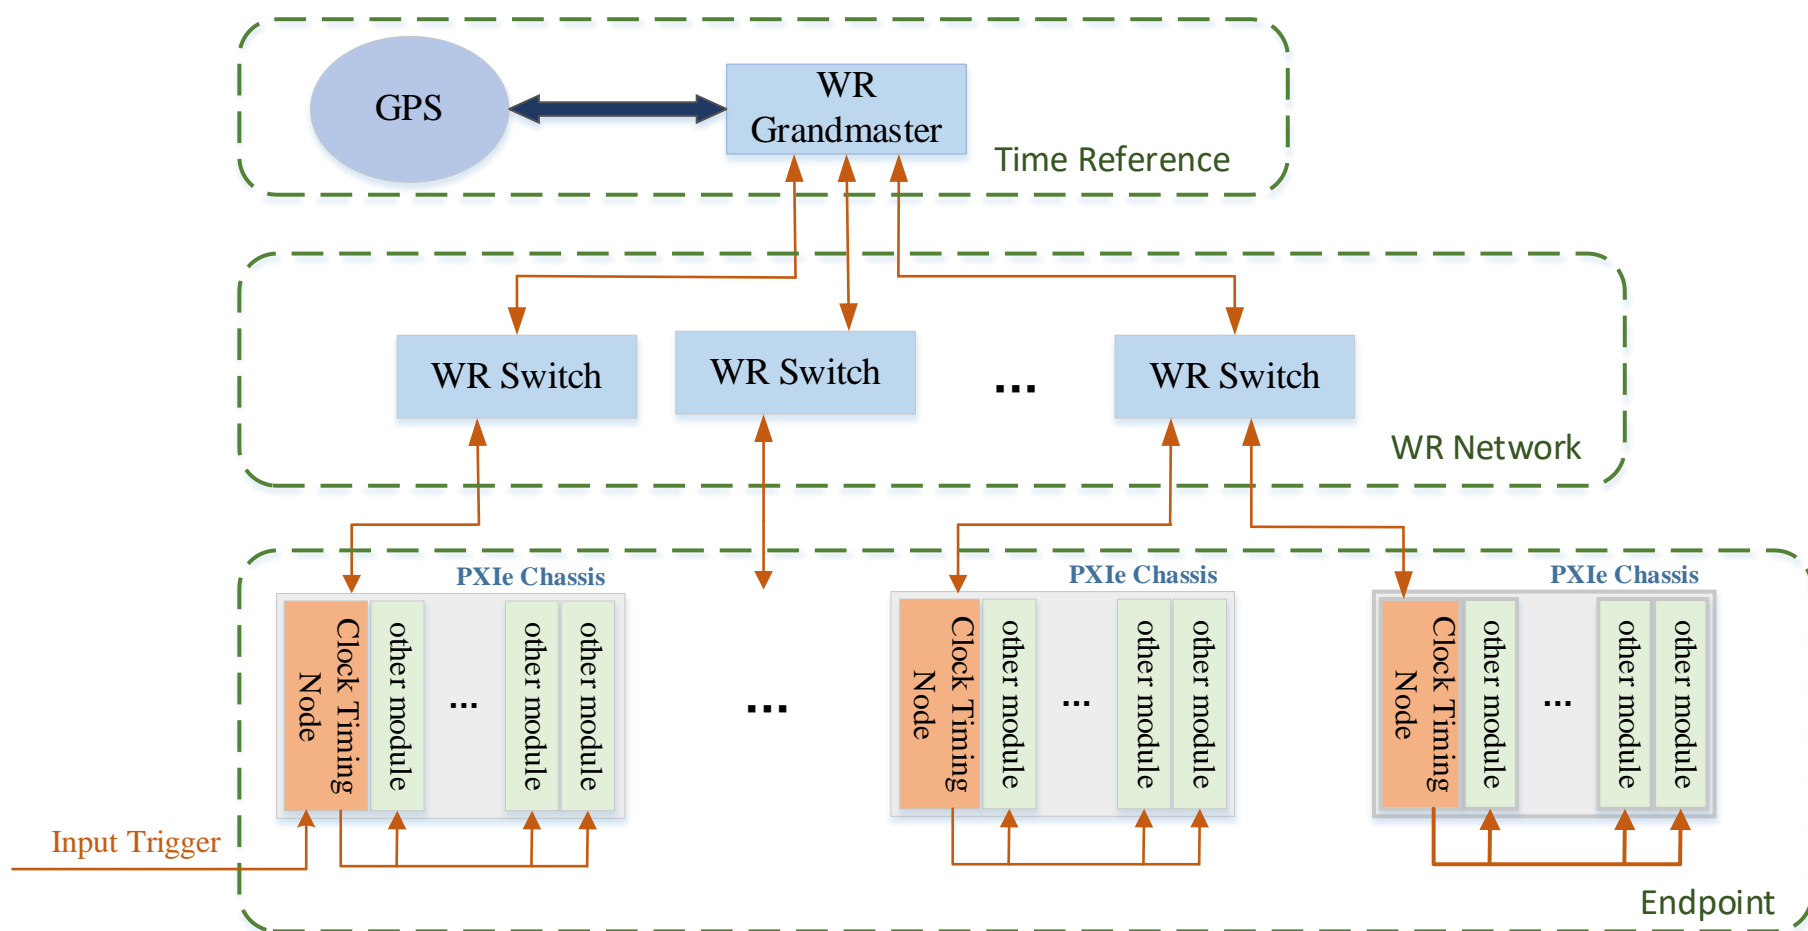 GPS
WR
Grandmaster
Time Reference
WR Switch
WR Switch
...
WR Switch
WR Network
PXIe Chassis
PXIe Chassis
PXIe Chassis
Clock Timing
Node
other module
...
other module
other module
...
Clock Timing
Node
other module
...
other module
other module
Clock Timing
Node
other module
...
other module
other module
Input Trigger
Endpoint